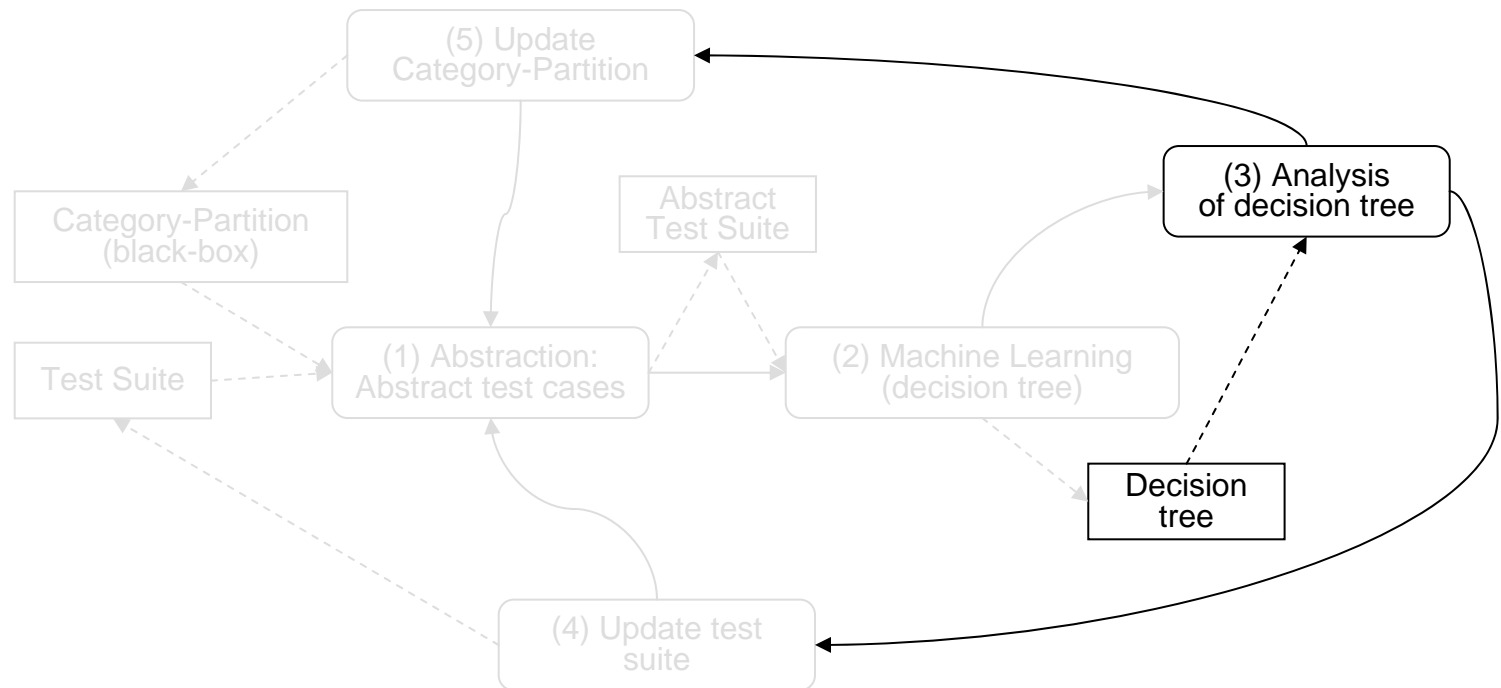 (5) Update
Category-Partition
(3) Analysis
of decision tree
Category-Partition
(black-box)
Abstract
Test Suite
Test Suite
(1) Abstraction:
Abstract test cases
(2) Machine Learning
(decision tree)
Decision
tree
(4) Update test
suite